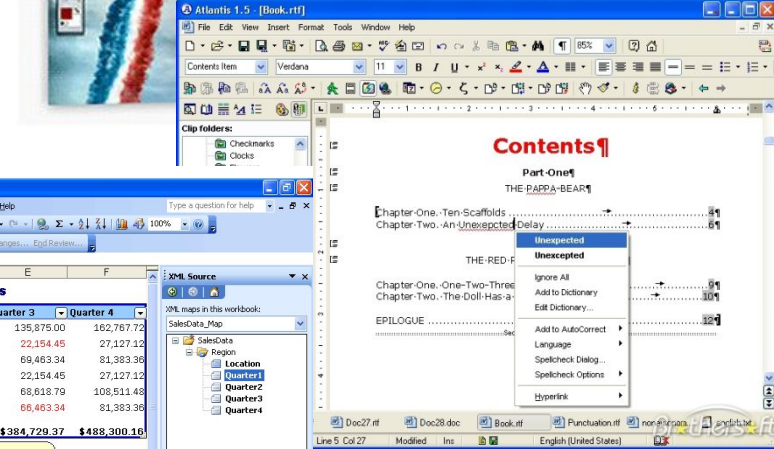 Atlantis 1.5 - [Book.rtf]
File Edit View Insert Format Tools Window Help
85%
Contents Item Verdana 11 B I U
Clip folders:
Checkmarks
Clocks
Contents¶
Part·One¶
THE·PAPPA-BEAR¶
Chapter·One.·Ten·Scaffolds 4¶
Chapter·Two.·An·Unexepcted·Delay 6¶
THE·RED
Chapter·One.·One-Two-Three 9¶
Chapter·Two.·The·Doll·Has·a 10¶
EPILOGUE 12¶
Unexpected
Unexcepted
Ignore All
Add to Dictionary
Edit Dictionary...
Add to AutoCorrect
Language
Spellcheck Dialog...
Spellcheck Options
Hyperlink
Doc27.rtf Doc28.doc Book.rtf Punctuation.rtf
Line 5 Col 27 Modified Ins English (United States)
Brothersoft
Help Type a question for help
100%
anges... End Review...
E F
s
uarter 3 Quarter 4
135,875.00 162,767.72
22,154.45 27,127.12
69,463.34 81,383.36
22,154.45 27,127.12
68,618.79 108,511.48
66,463.34 81,383.36
$384,729.37 $488,300.16
XML Source
XML maps in this workbook:
SalesData_Map
SalesData
Region
Location
Quarter1
Quarter2
Quarter3
Quarter4